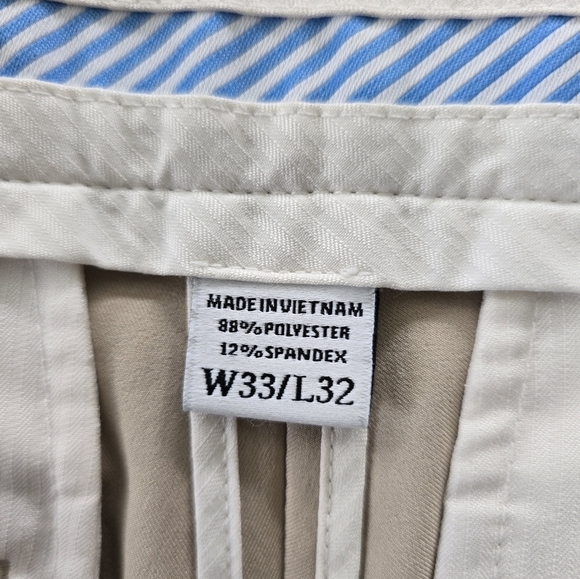 MADE IN VIETNAM
88% POLYESTER
12% SPANDEX
W33/L32